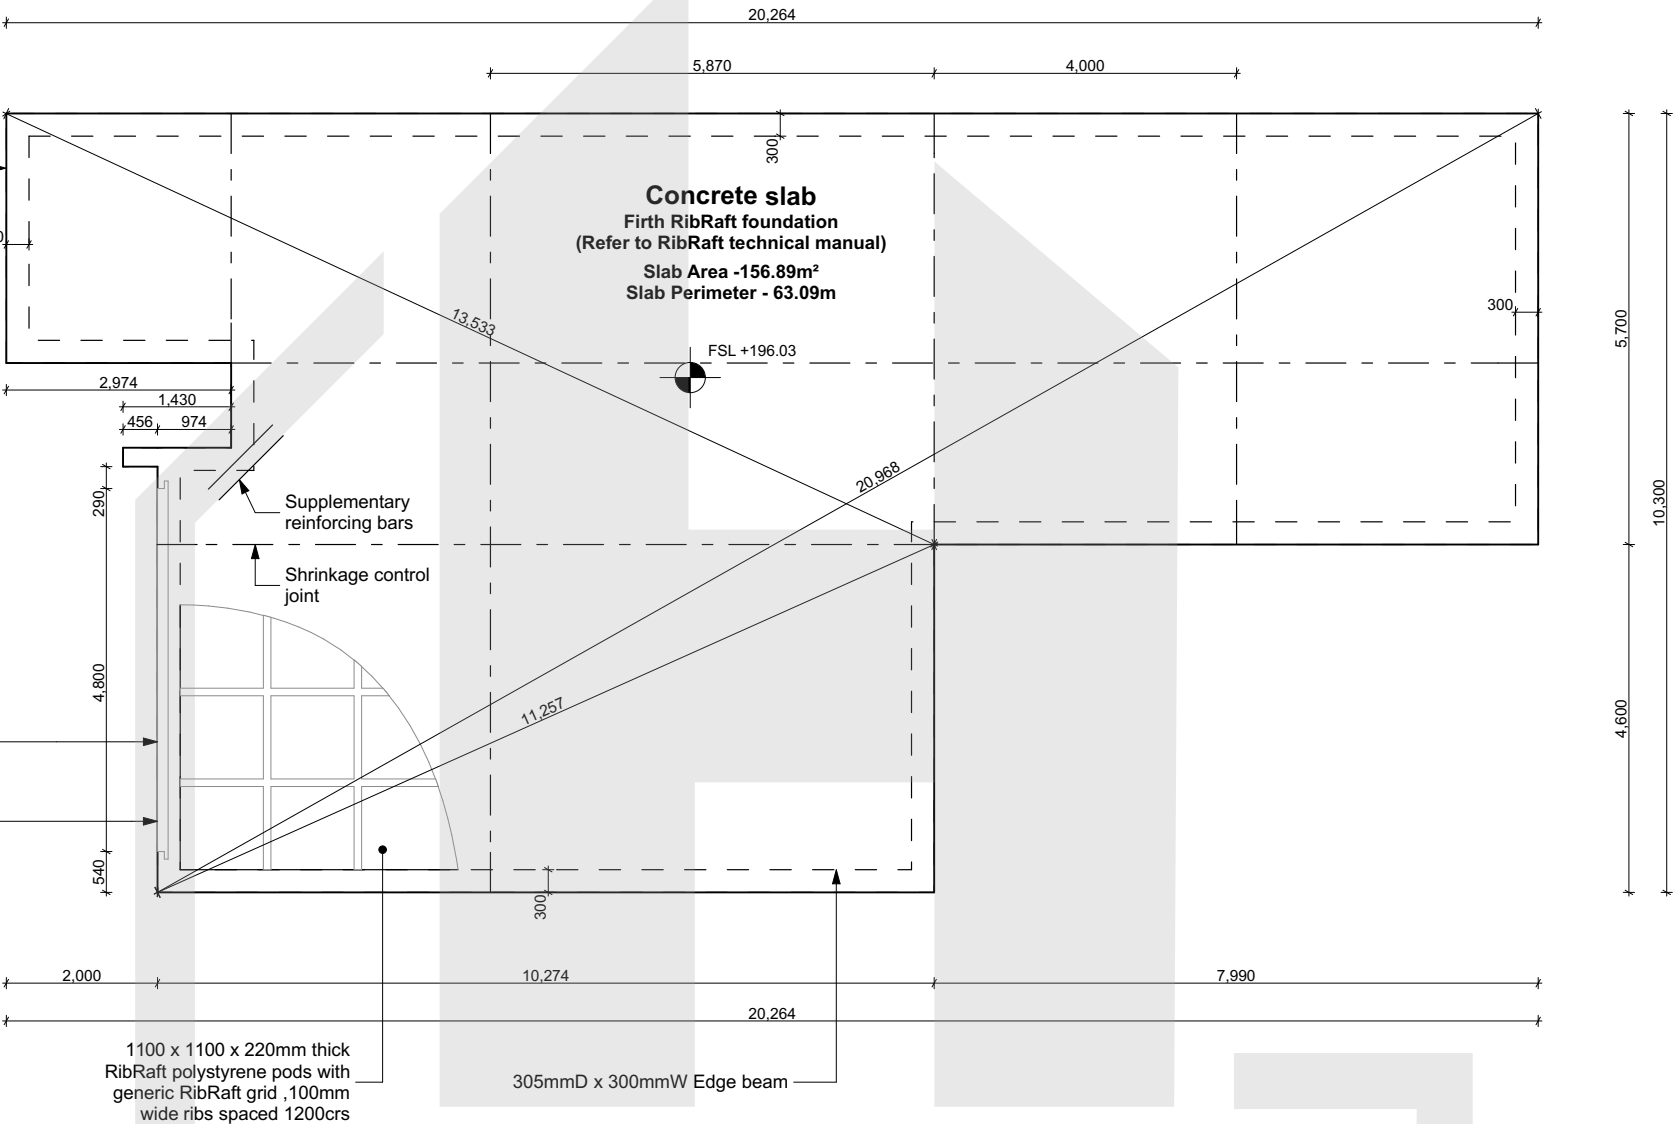 20,264
5,870
4,000
300
Concrete slab
Firth RibRaft foundation
(Refer to RibRaft technical manual)
Slab Area -156.89m²
Slab Perimeter - 63.09m
0
13,533
300
5,700
FSL +196.03
2,974
1,430
456
974
20,968
290
Supplementary
reinforcing bars
10,300
Shrinkage control
joint
4,800
11,257
4,600
540
300
2,000
10,274
7,990
20,264
1100 x 1100 x 220mm thick
RibRaft polystyrene pods with
generic RibRaft grid ,100mm
wide ribs spaced 1200crs
305mmD x 300mmW Edge beam